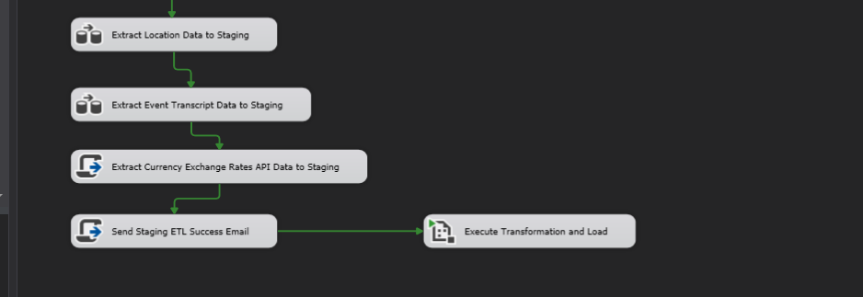 Extract Location Data to Staging
Extract Event Transcript Data to Staging
Extract Currency Exchange Rates API Data to Staging
Send Staging ETL Success Email
Execute Transformation and Load